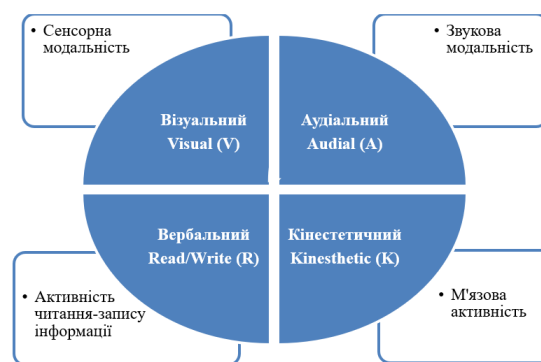 • Сенсорна
модальність
• Звукова
модальність
Візуальний
Visual (V)
Аудіальний
Audial (A)
Вербальний
Read/Write (R)
Кінестетичний
Kinesthetic (K)
• Активність
читання-запису
інформації
• М'язова
активність